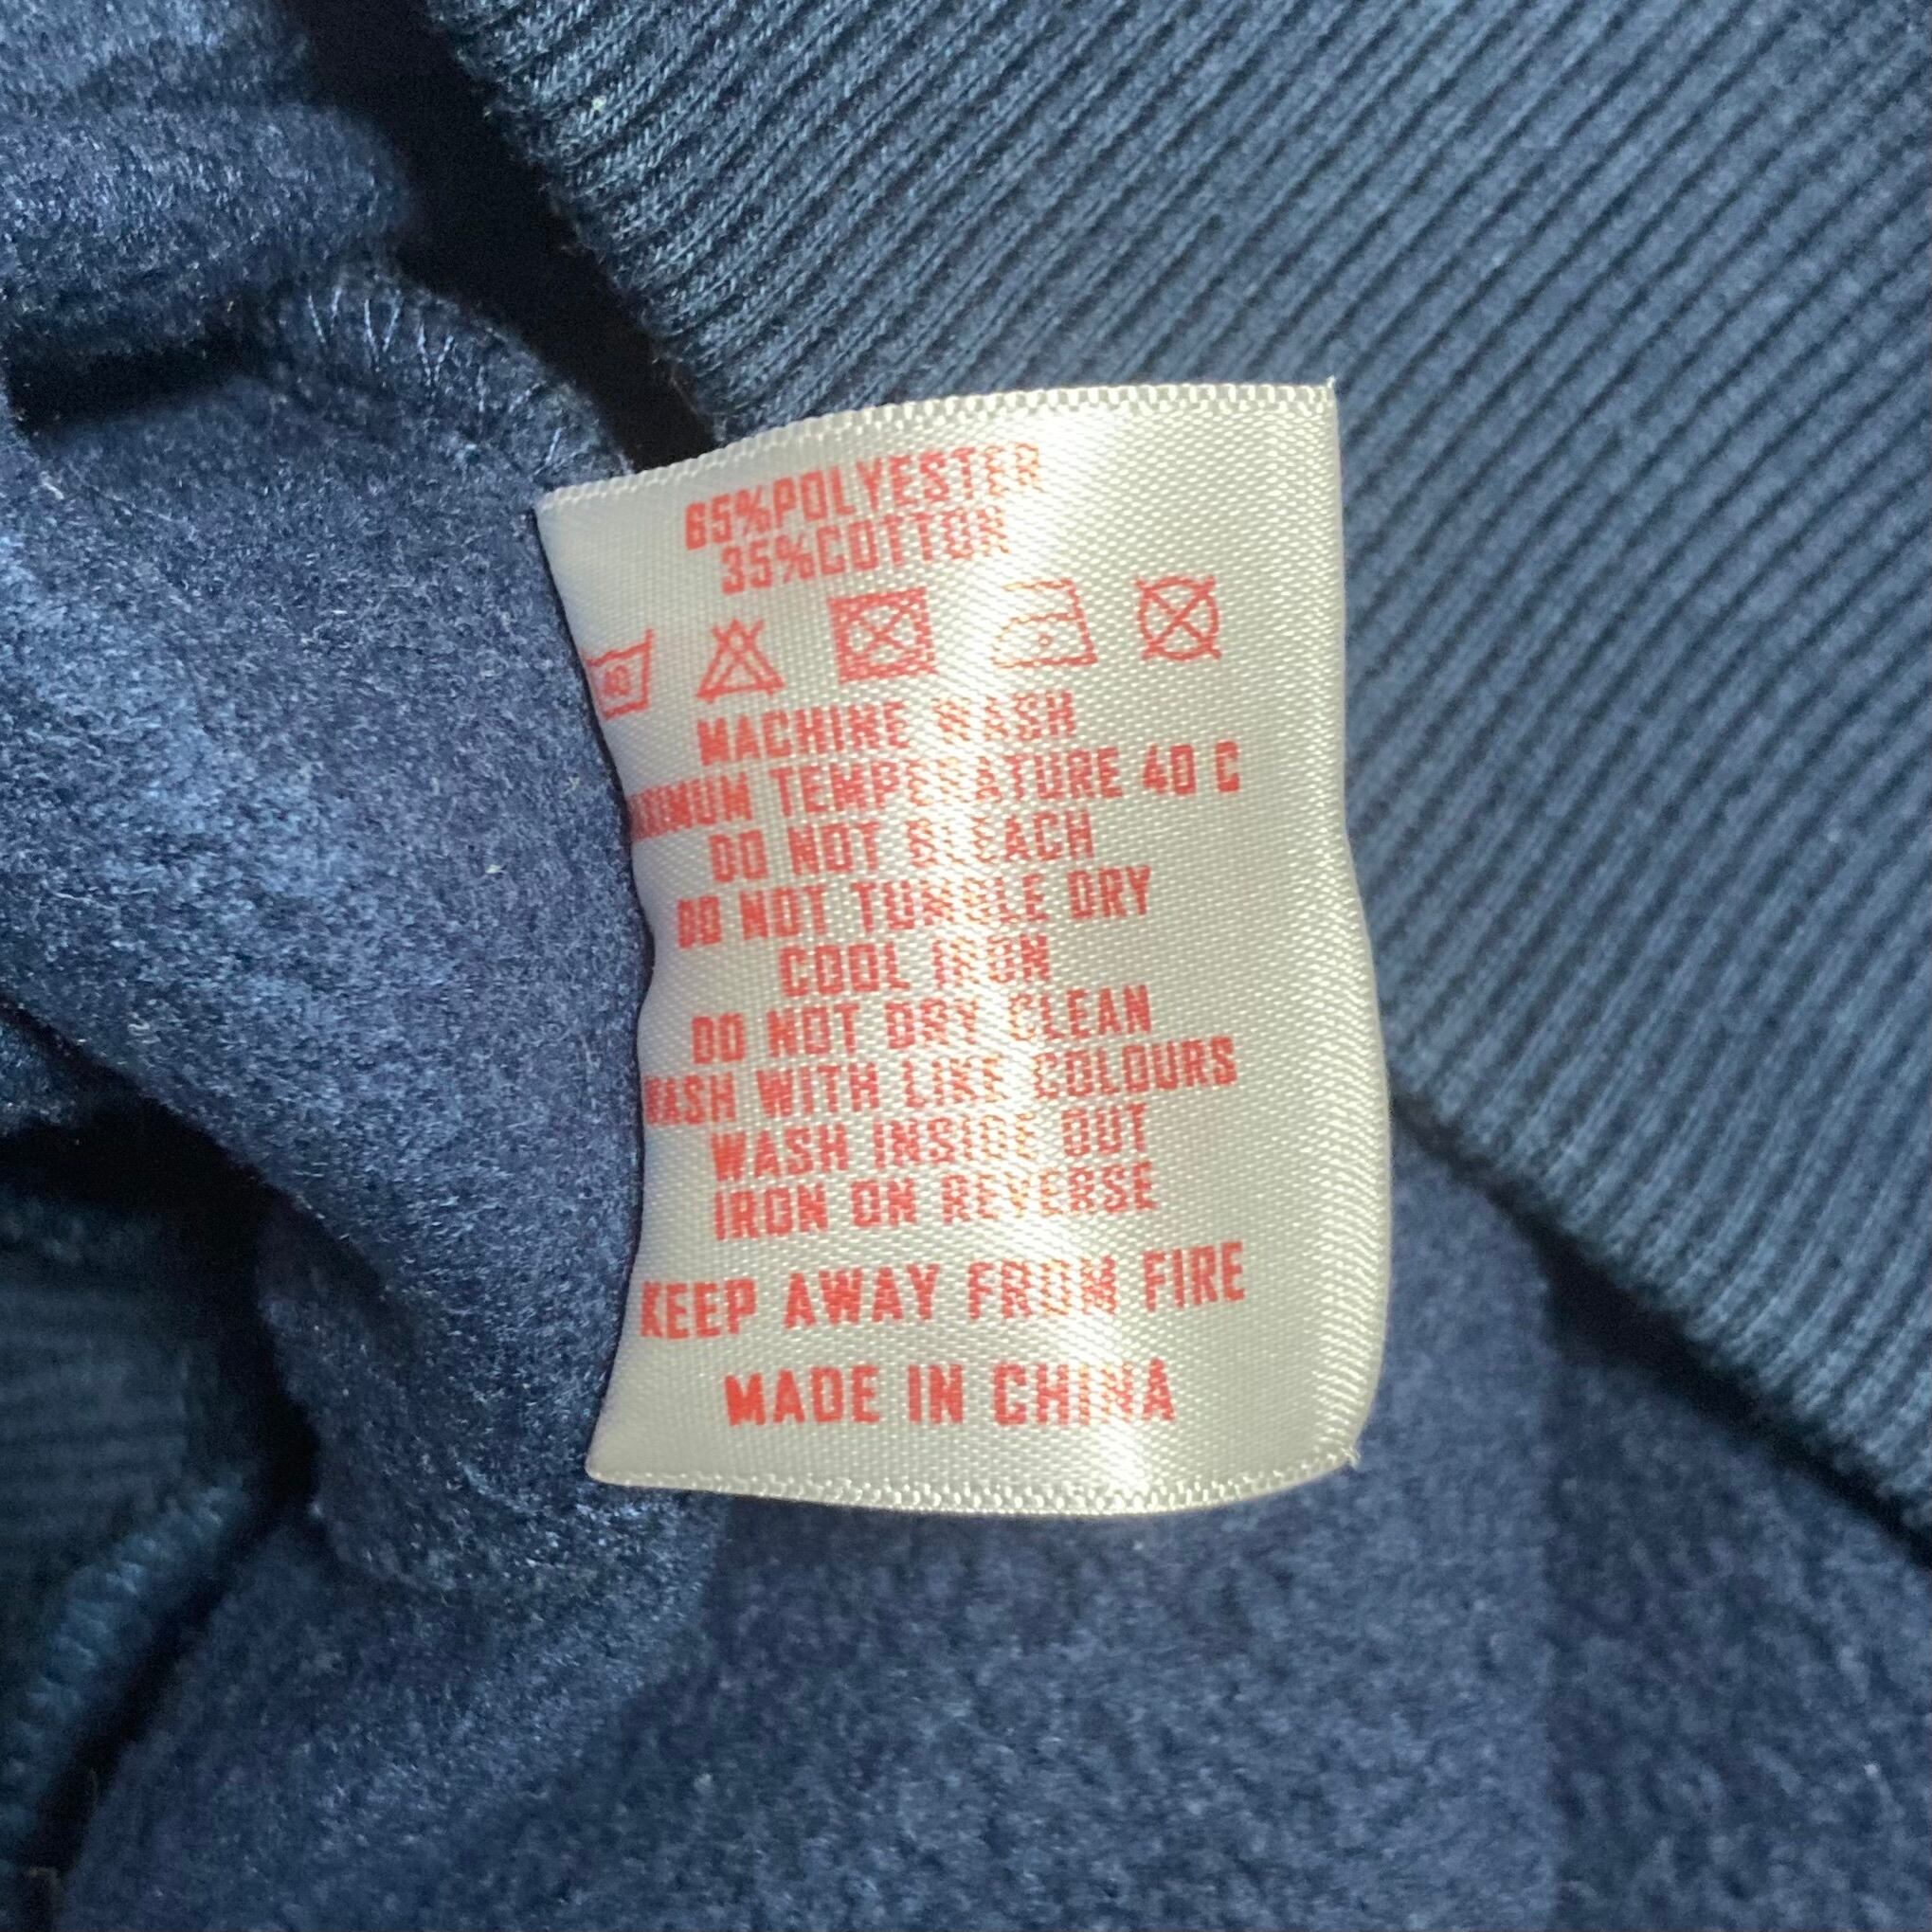 65%POLYESTER
35%COTTON
40
MACHINE WASH
MAXIMUM TEMPERATURE 40 C
DO NOT BLEACH
DO NOT TUMBLE DRY
COOL IRON
DO NOT DRY CLEAN
WASH WITH LIKE COLOURS
WASH INSIDE OUT
IRON ON REVERSE
KEEP AWAY FROM FIRE
MADE IN CHINA